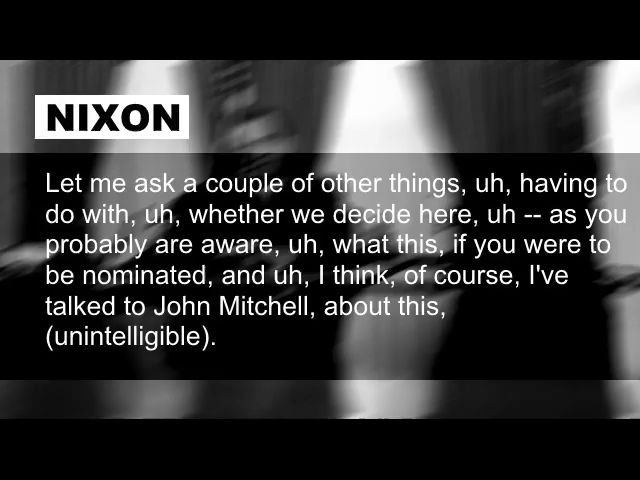 NIXON
Let me ask a couple of other things, uh, having to
do with, uh, whether we decide here, uh -- as you
probably are aware, uh, what this, if you were to
be nominated, and uh, I think, of course, I've
talked to John Mitchell, about this,
(unintelligible).